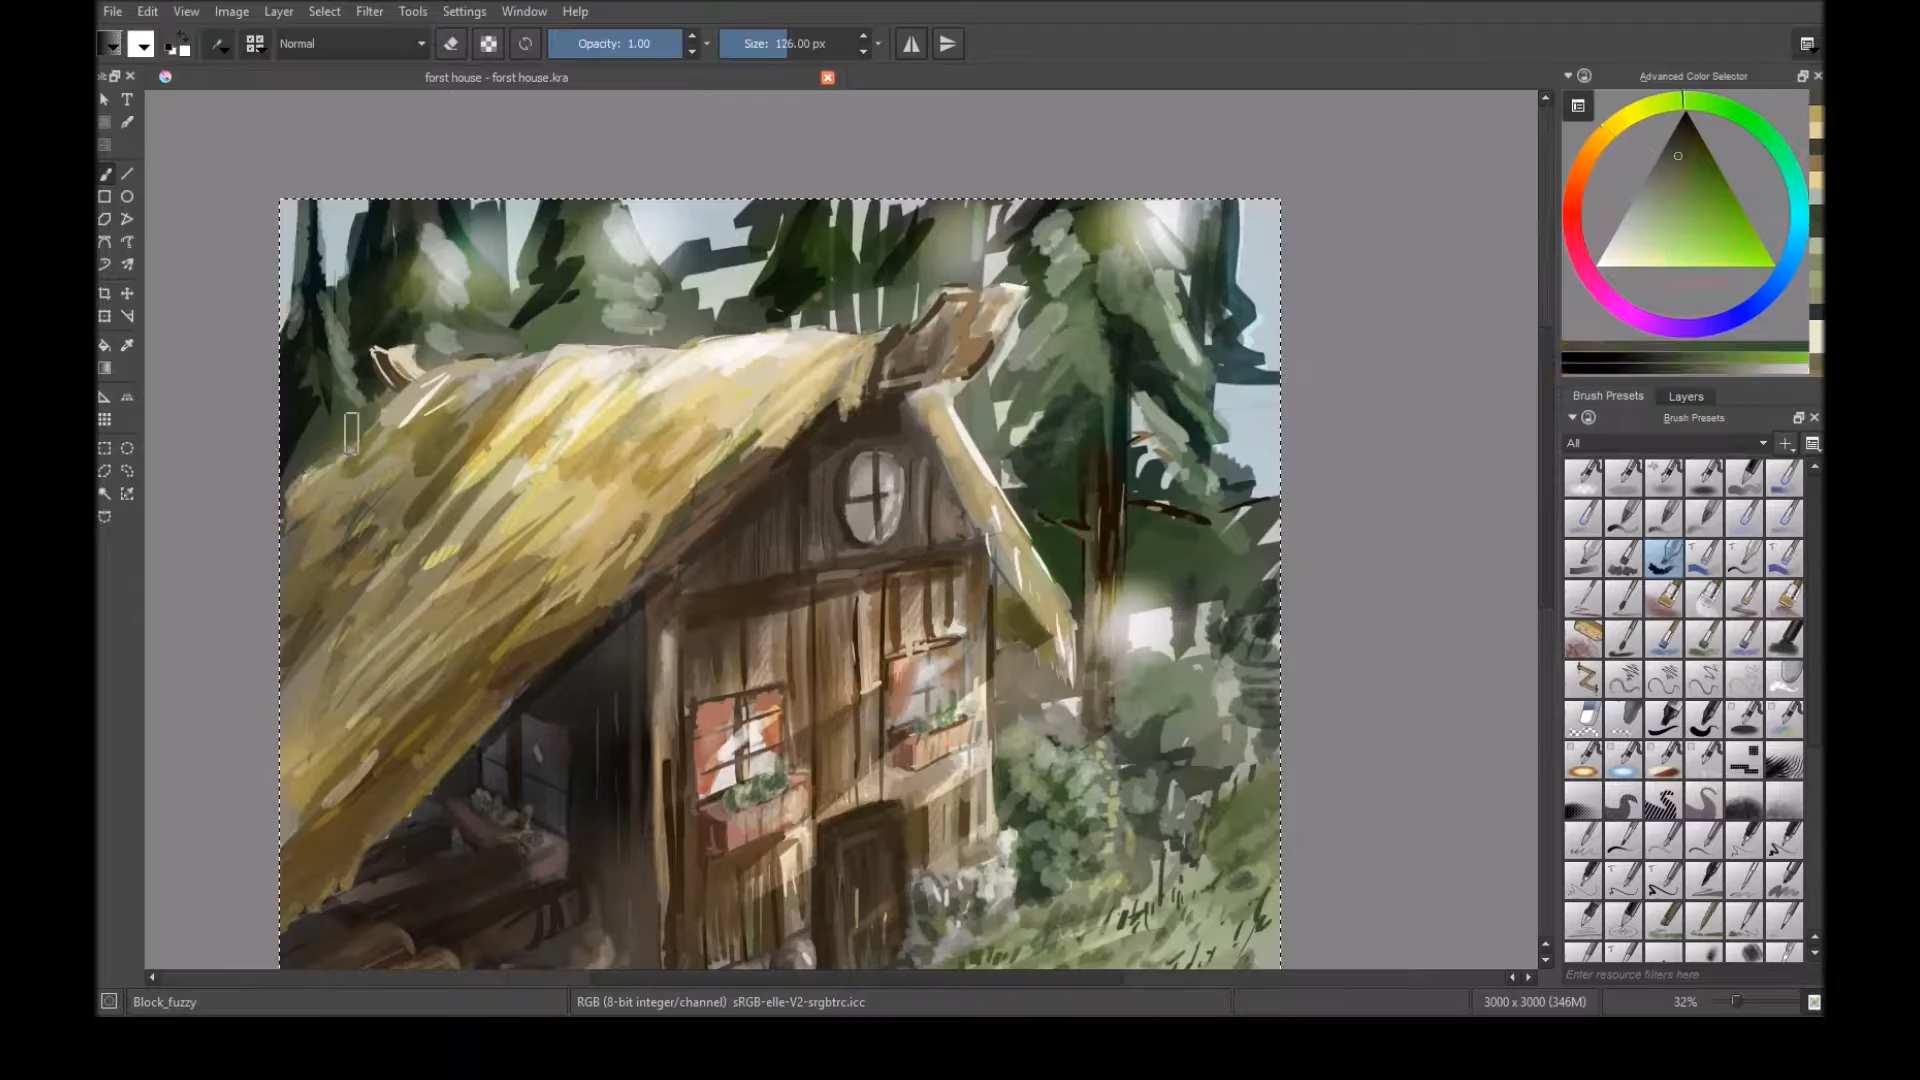 File Edit View Image Layer Select Filter Tools Settings Window Help
Normal Opacity: 1.00 Size: 126.00 px
forst house - forst house.kra
Advanced Color Selector
Brush Presets Layers
Brush Presets
All
Enter resource filters here
Block_fuzzy RGB (8-bit integer/channel) sRGB-elle-V2-srgbtrc.icc 3000 x 3000 (346M) 32%